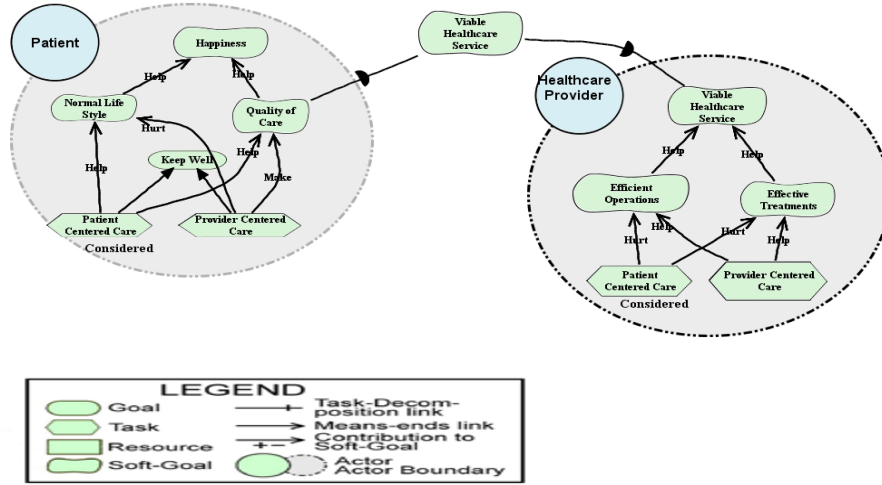 Patient
Happiness
Help
Help
Normal Life
Style
Quality of
Care
Hurt
Keep Well
Help
Help
Make
Patient
Centered Care
Provider Centered
Care
Considered
Viable
Healthcare
Service
Healthcare
Provider
Viable
Healthcare
Service
Help
Help
Efficient
Operations
Effective
Treatments
Hurt
Help
Hurt
Help
Patient
Centered Care
Provider Centered
Care
Considered
LEGEND
Goal
Task
Resource
Soft-Goal
Task-Decom-
position link
Means-ends link
+ -
Contribution to
Soft-Goal
Actor
Actor Boundary